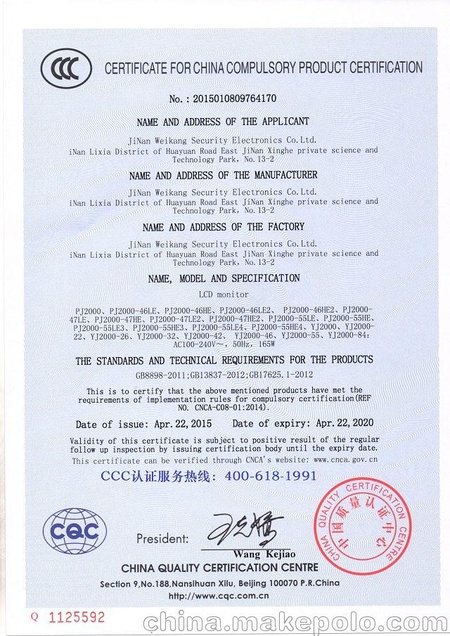 CCC
CERTIFICATE FOR CHINA COMPULSORY PRODUCT CERTIFICATION
No.: 2015010809764170
NAME AND ADDRESS OF THE APPLICANT
JiNan Weikang Security Electronics Co.Ltd.
iNan Lixia District of Huayuan Road East JiNan Xinghe private science and
Technology Park, No.13-2
NAME AND ADDRESS OF THE MANUFACTURER
JiNan Weikang Security Electronics Co.Ltd.
iNan Lixia District of Huayuan Road East JiNan Xinghe private science and
Technology Park, No.13-2
NAME AND ADDRESS OF THE FACTORY
JiNan Weikang Security Electronics Co.Ltd.
iNan Lixia District of Huayuan Road East JiNan Xinghe private science and
Technology Park, No.13-2
NAME, MODEL AND SPECIFICATION
LCD monitor
PJ2000, PJ2000-46LE, PJ2000-46HE, PJ2000-46LE2, PJ2000-46HE2, PJ2000-
47LE, PJ2000-47HE, PJ2000-47LE2, PJ2000-47HE2, PJ2000-55LE, PJ2000-55HE,
PJ2000-55LE3, PJ2000-55HE3, PJ2000-55LE4, PJ2000-55HE4, YJ2000, YJ2000-
22, YJ2000-26, YJ2000-32, YJ2000-42, YJ2000-46, YJ2000-55, YJ2000-84;
AC100-240V~, 50Hz, 165W
THE STANDARDS AND TECHNICAL REQUIREMENTS FOR THE PRODUCTS
GB8898-2011;GB13837-2012;GB17625.1-2012
This is to certify that the above mentioned products have met the
requirements of implementation rules for compulsory certification(REF
NO. CNCA-C08-01:2014).
Date of issue: Apr.22,2015 Date of expiry: Apr.22,2020
Validity of this certificate is subject to positive result of the regular
follow up inspection by issuing certification body until the expiry date.
This certificate can be verified through CNCA's website: www.cnca.gov.cn
CCC认证服务热线: 400-618-1991
CQC
President:
Wang Kejiao
CHINA QUALITY CERTIFICATION CENTRE
中国质量认证中心
CHINA QUALITY CERTIFICATION CENTRE
Section 9,No.188,Nansihuan Xilu, Beijing 100070 P.R.China
http://www.cqc.com.cn
Q 1125592
china.makepolo.com